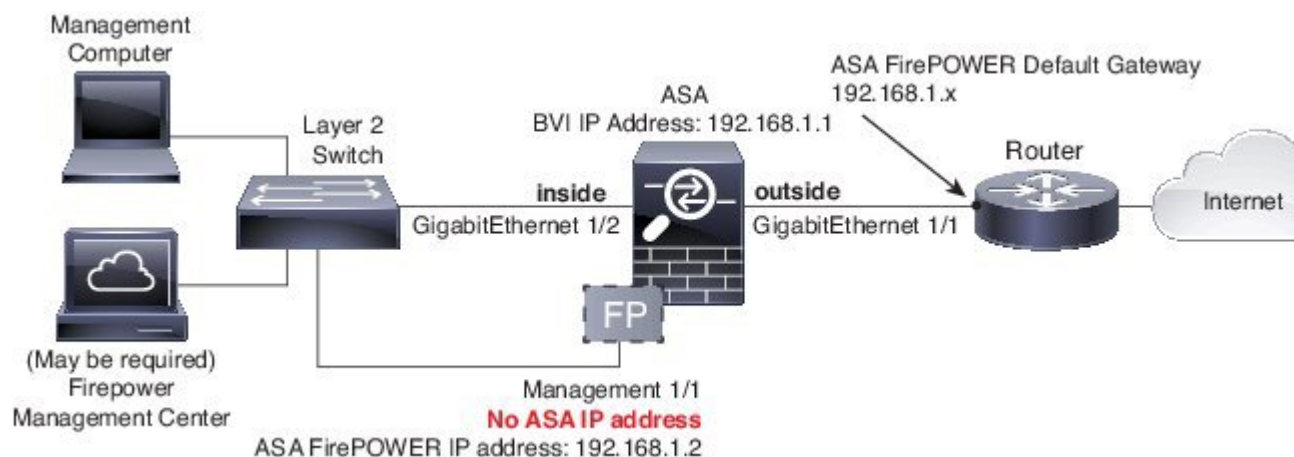 Management
Computer
Layer 2
Switch
ASA
BVI IP Address: 192.168.1.1
ASA FirePOWER Default Gateway
192.168.1.x
Router
Internet
inside
GigabitEthernet 1/2
outside
GigabitEthernet 1/1
FP
(May be required)
Firepower
Management Center
Management 1/1
No ASA IP address
ASA FirePOWER IP address: 192.168.1.2